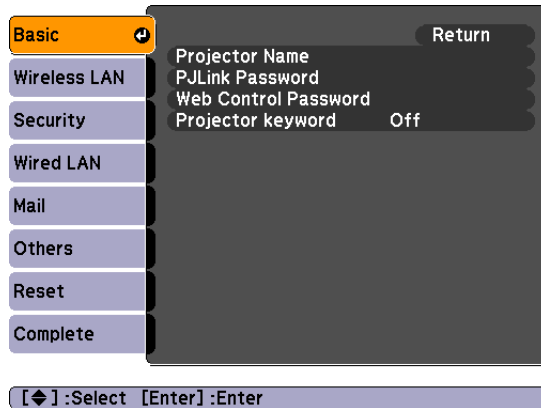 Basic
Wireless LAN
Security
Wired LAN
Mail
Others
Reset
Complete
Return
Projector Name
PJLink Password
Web Control Password
Projector keyword Off
[◆] :Select [Enter] :Enter